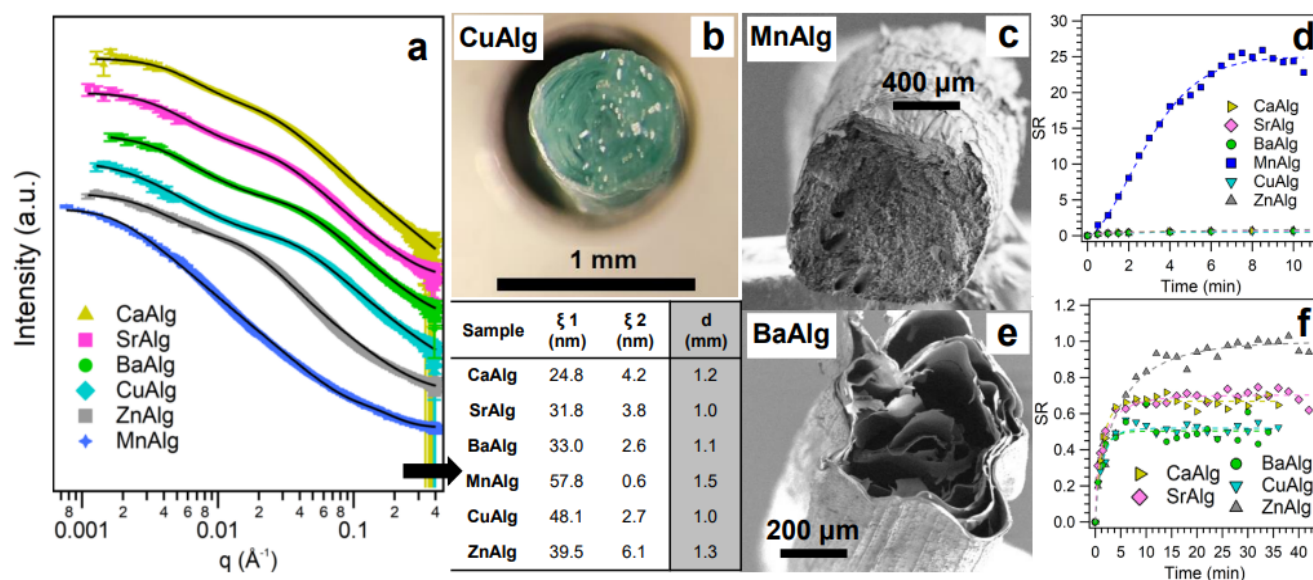 a
Intensity (a.u.)
CaAlg
SrAlg
BaAlg
CuAlg
ZnAlg
MnAlg
8
0.001
2
4
6
8
0.01
2
4
6
8
0.1
2
4
q (Å⁻¹)
CuAlg
b
1 mm
Sample ξ 1 (nm) ξ 2 (nm) d (mm)
CaAlg 24.8 4.2 1.2
SrAlg 31.8 3.8 1.0
BaAlg 33.0 2.6 1.1
MnAlg 57.8 0.6 1.5
CuAlg 48.1 2.7 1.0
ZnAlg 39.5 6.1 1.3
MnAlg
c
400 µm
BaAlg
e
200 µm
d
SR
30
25
20
15
10
5
0
CaAlg
SrAlg
BaAlg
MnAlg
CuAlg
ZnAlg
0 2 4 6 8 10
Time (min)
f
SR
1.2
1.0
0.8
0.6
0.4
0.2
0.0
CaAlg
SrAlg
BaAlg
CuAlg
ZnAlg
0 5 10 15 20 25 30 35 40
Time (min)